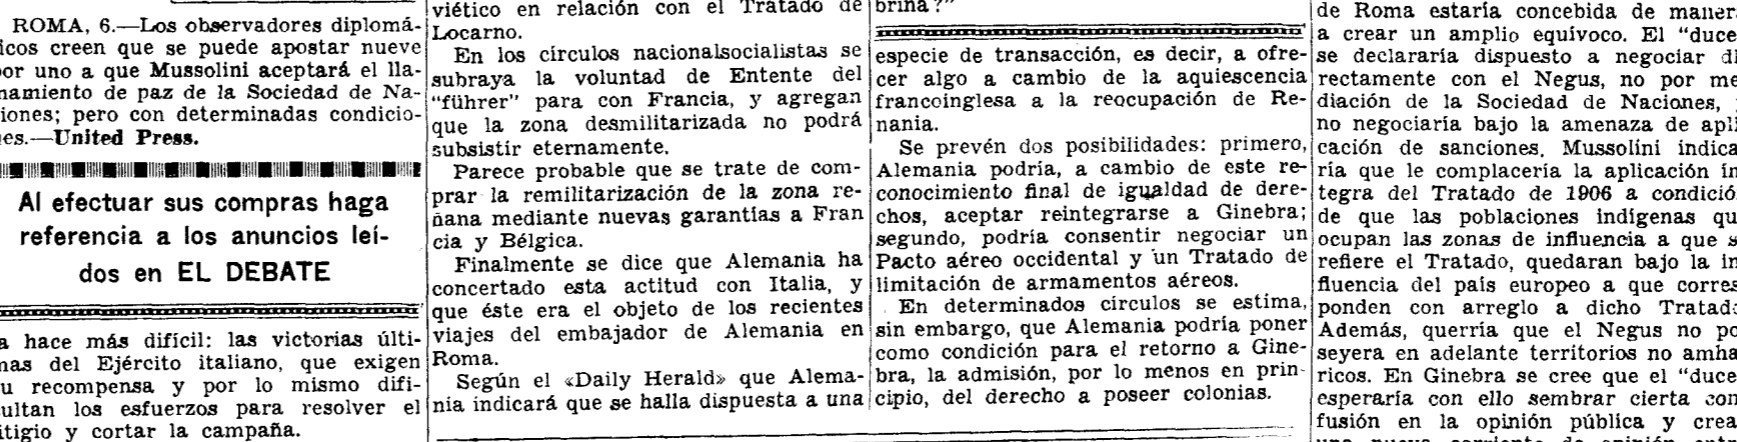 ROMA, 6.—Los observadores diplomá-
icos creen que se puede apostar nueve
or uno a que Mussolini aceptará el lla-
namiento de paz de la Sociedad de Na-
iones; pero con determinadas condicio-
es.—United Press.
Al efectuar sus compras haga
referencia a los anuncios leí-
dos en EL DEBATE
a hace más difícil: las victorias últi-
mas del Ejército italiano, que exigen
u recompensa y por lo mismo difi-
cultan los esfuerzos para resolver el
itigio y cortar la campaña.
viético en relación con el Tratado de
Locarno.
En los círculos nacionalsocialistas se
subraya la voluntad de Entente del
"führer" para con Francia, y agregan
que la zona desmilitarizada no podrá
subsistir eternamente.
Parece probable que se trate de com-
prar la remilitarización de la zona re-
nana mediante nuevas garantías a Fran
cia y Bélgica.
Finalmente se dice que Alemania ha
concertado esta actitud con Italia, y
que éste era el objeto de los recientes
viajes del embajador de Alemania en
Roma.
Según el «Daily Herald» que Alema-
nia indicará que se halla dispuesta a una
brina?"
especie de transacción, es decir, a ofre-
cer algo a cambio de la aquiescencia
francoinglesa a la reocupación de Re-
nania.
Se prevén dos posibilidades: primero,
Alemania podría, a cambio de este re-
conocimiento final de igualdad de dere-
chos, aceptar reintegrarse a Ginebra;
segundo, podría consentir negociar un
Pacto aéreo occidental y un Tratado de
limitación de armamentos aéreos.
En determinados círculos se estima,
sin embargo, que Alemania podría poner
como condición para el retorno a Gine-
bra, la admisión, por lo menos en prin-
cipio, del derecho a poseer colonias.
de Roma estaría concebida de maner
a crear un amplio equívoco. El "duce
se declararía dispuesto a negociar di
rectamente con el Negus, no por me
diación de la Sociedad de Naciones,
no negociaría bajo la amenaza de apli
cación de sanciones. Mussolini indica
ría que le complacería la aplicación ín
tegra del Tratado de 1906 a condició
de que las poblaciones indígenas qu
ocupan las zonas de influencia a que s
refiere el Tratado, quedaran bajo la in
fluencia del país europeo a que corres
ponden con arreglo a dicho Tratado
Además, querría que el Negus no po
seyera en adelante territorios no amha
ricos. En Ginebra se cree que el "duce
esperaría con ello sembrar cierta con
fusión en la opinión pública y crea